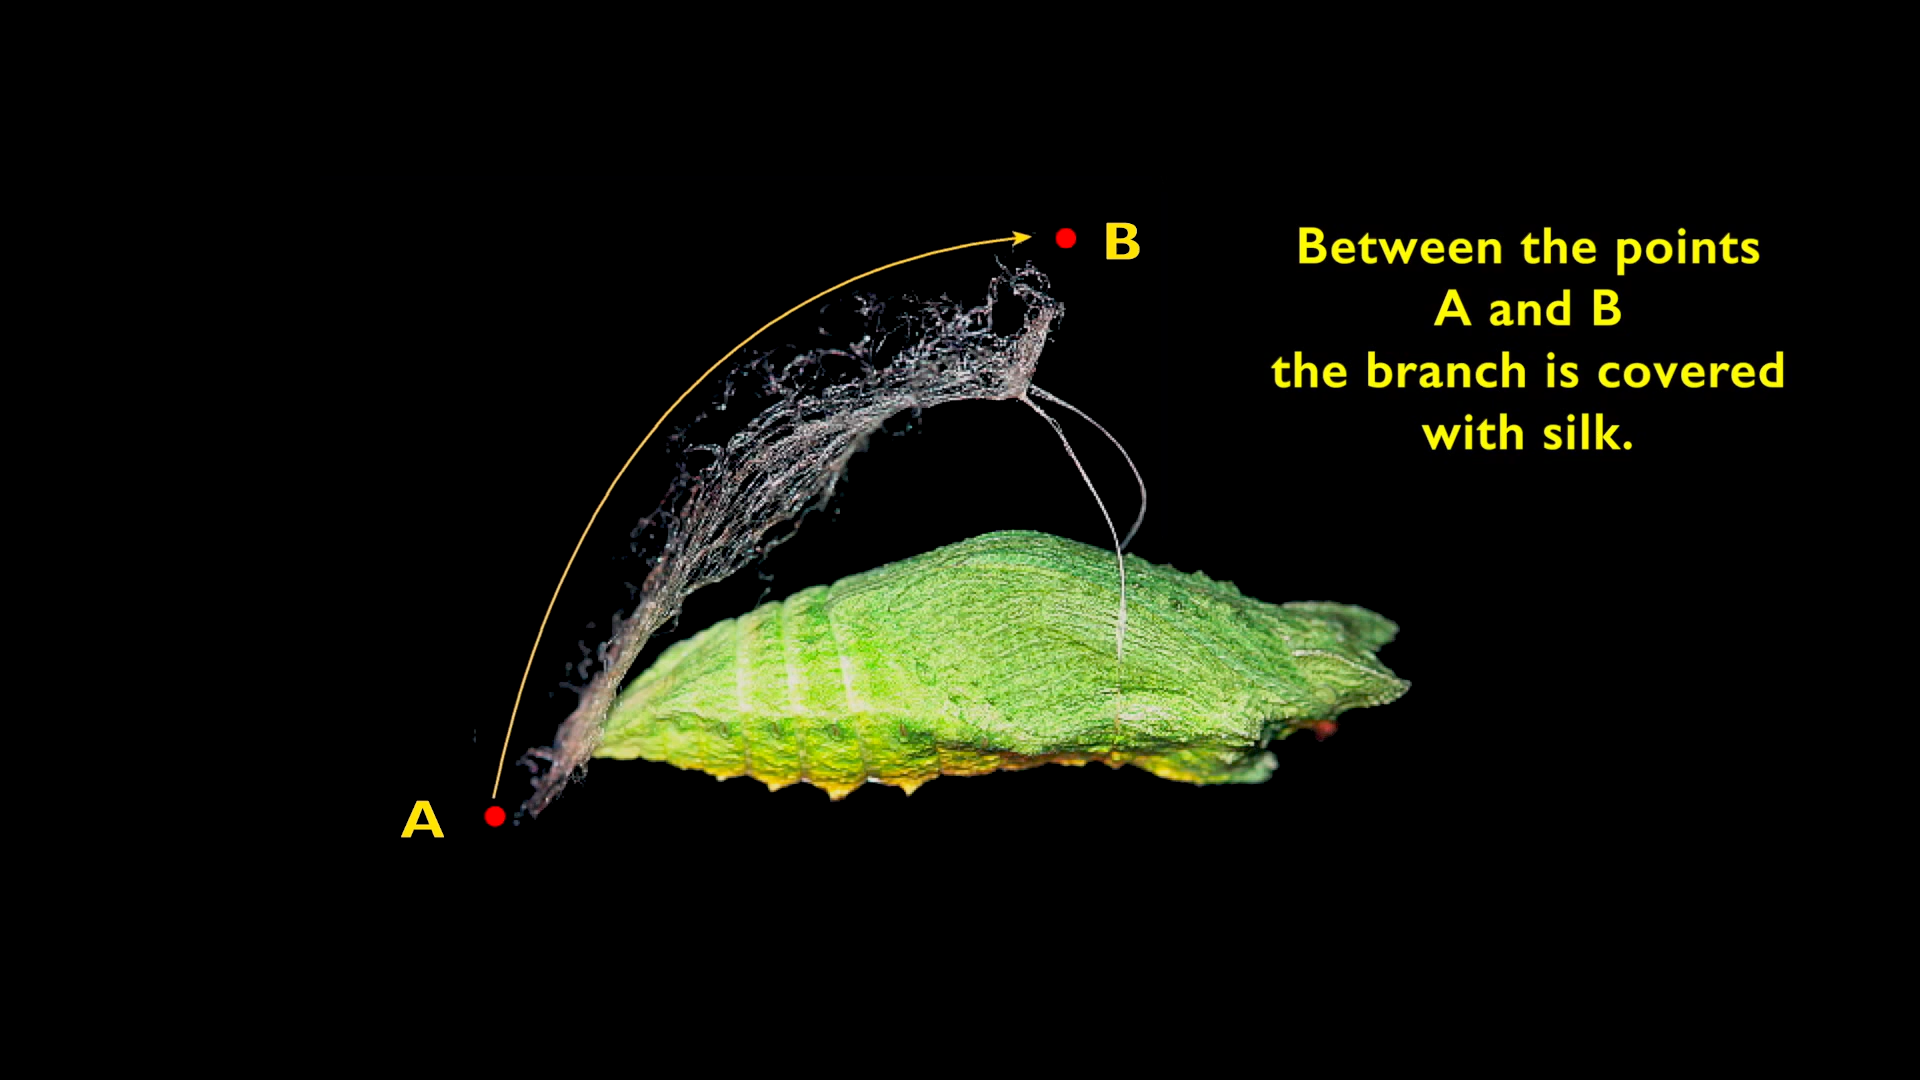 B
Between the points
A and B
the branch is covered
with silk.
A